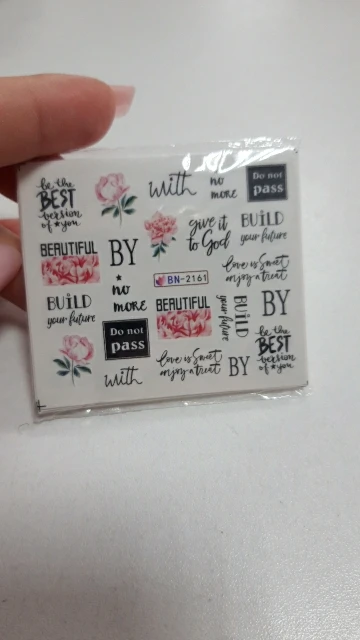 be the
BEST
version
of you
with
no
more
Do not
pass
give it
to God
BUiLD
your future
BEAUTIFUL
BY
love is sweet
enjoy a treat
BN-2161
BUiLD
your future
no
more
BEAUTIFUL
BUiLD
your future
BY
Do not
pass
be the
BEST
version
of you
with
love is sweet
enjoy a treat
BY